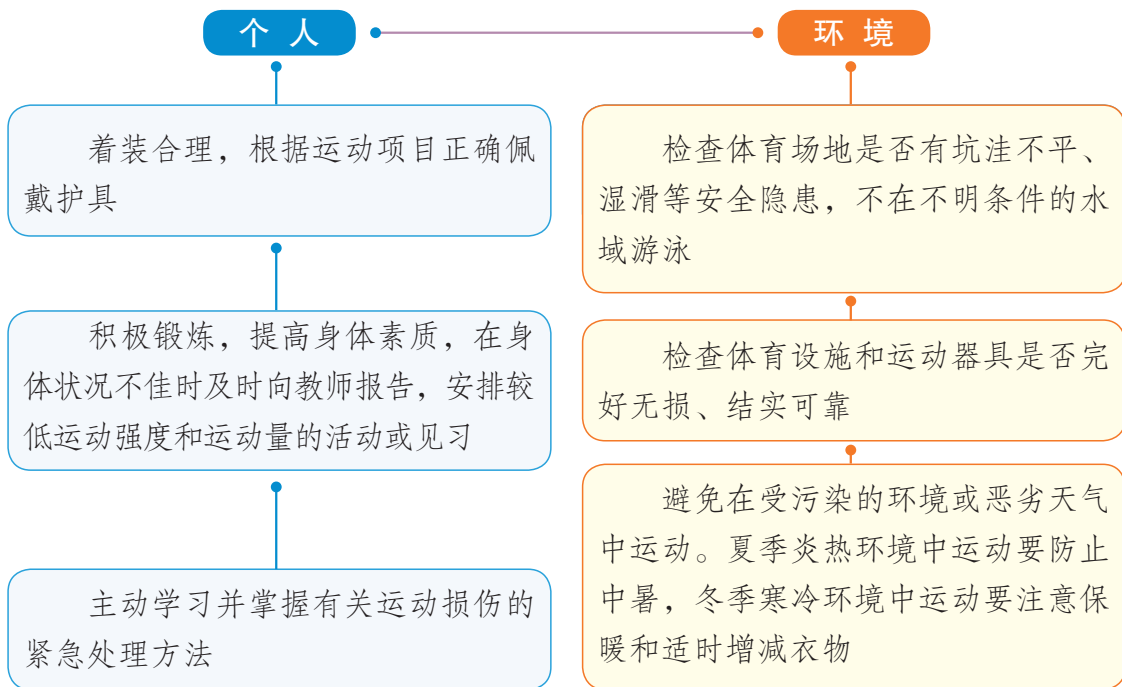 个人
着装合理，根据运动项目正确佩
戴护具
积极锻炼，提高身体素质，在身
体状况不佳时及时向教师报告，安排较
低运动强度和运动量的活动或见习
主动学习并掌握有关运动损伤的
紧急处理方法
环境
检查体育场地是否有坑洼不平、
湿滑等安全隐患，不在不明条件的水
域游泳
检查体育设施和运动器具是否完
好无损、结实可靠
避免在受污染的环境或恶劣天气
中运动。夏季炎热环境中运动要防止
中暑，冬季寒冷环境中运动要注意保
暖和适时增减衣物